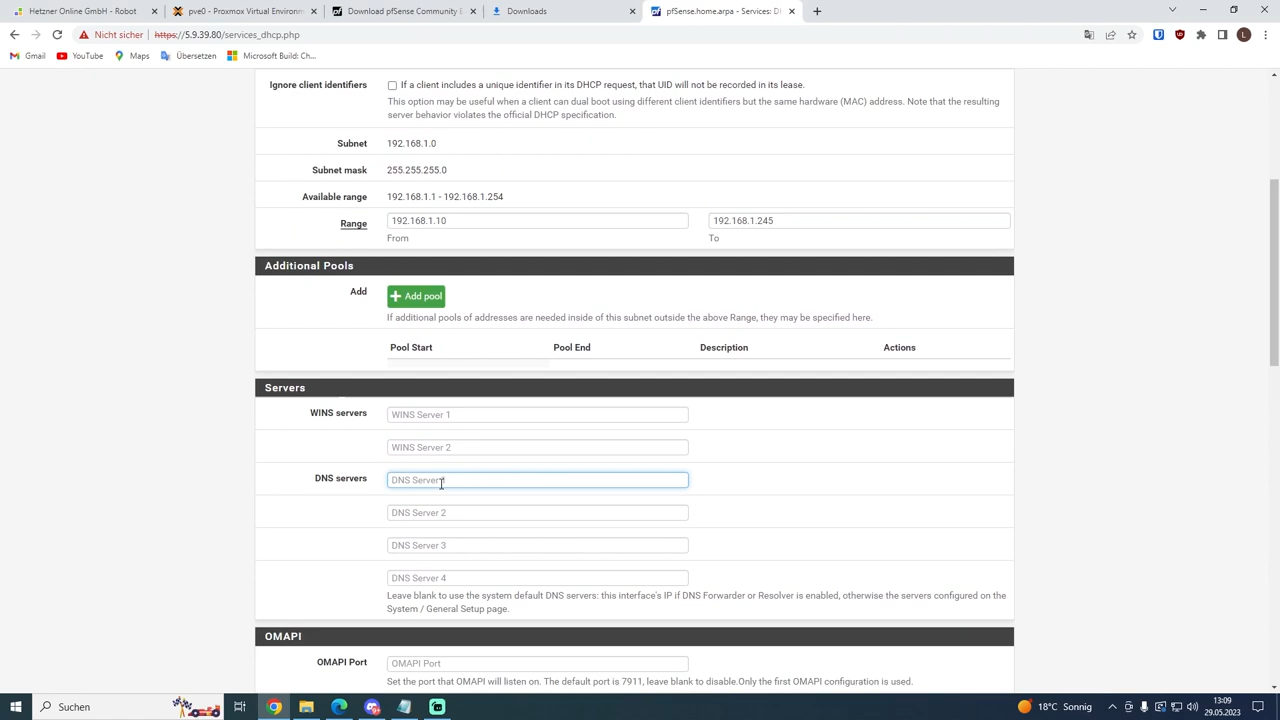 Hetzner Online GmbH - Robot
pve0 - Proxmox Virtual Environm
Download pfSense Community E
Downloads
pfSense.home.arpa - Services: DH
Nicht sicher
https://5.9.39.80/services_dhcp.php
L
Gmail
YouTube
Maps
Übersetzen
Microsoft Build: Ch...
Ignore client identifiers
If a client includes a unique identifier in its DHCP request, that UID will not be recorded in its lease.
This option may be useful when a client can dual boot using different client identifiers but the same hardware (MAC) address. Note that the resulting
server behavior violates the official DHCP specification.
Subnet
192.168.1.0
Subnet mask
255.255.255.0
Available range
192.168.1.1 - 192.168.1.254
Range
192.168.1.10
192.168.1.245
From
To
Additional Pools
Add
Add pool
If additional pools of addresses are needed inside of this subnet outside the above Range, they may be specified here.
Pool Start
Pool End
Description
Actions
Servers
WINS servers
WINS Server 1
WINS Server 2
DNS servers
DNS Server 1
DNS Server 2
DNS Server 3
DNS Server 4
Leave blank to use the system default DNS servers: this interface's IP if DNS Forwarder or Resolver is enabled, otherwise the servers configured on the
System / General Setup page.
OMAPI
OMAPI Port
OMAPI Port
Set the port that OMAPI will listen on. The default port is 7911, leave blank to disable.Only the first OMAPI configuration is used.
Suchen
18°C Sonnig
13:09
29.05.2023